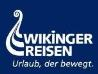 WIKINGER
REISEN
Urlaub, der bewegt.